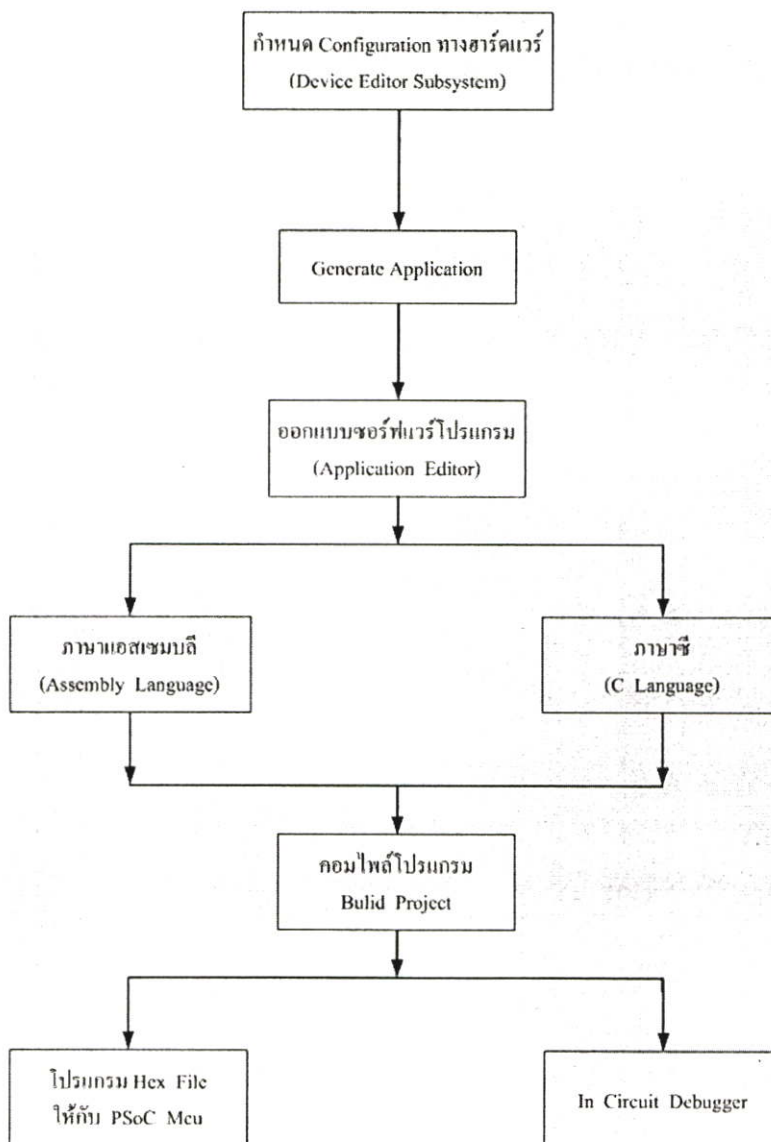 กำหนด Configuration ทางฮาร์ดแวร์
(Device Editor Subsystem)
Generate Application
ออกแบบซอร์ฟแวร์โปรแกรม
(Application Editor)
ภาษาแอสเซมบลี
(Assembly Language)
ภาษาซี
(C Language)
คอมไพล์โปรแกรม
Bulid Project
โปรแกรม Hex File
ให้กับ PSoC Mcu
In Circuit Debugger